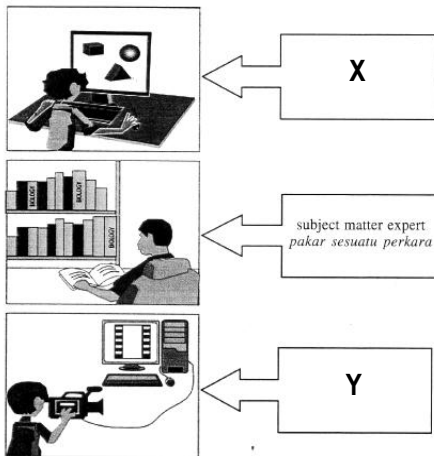 X
BIOLOGY
BIOLOGY
BIOLOGY
subject matter expert
pakar sesuatu perkara
Y